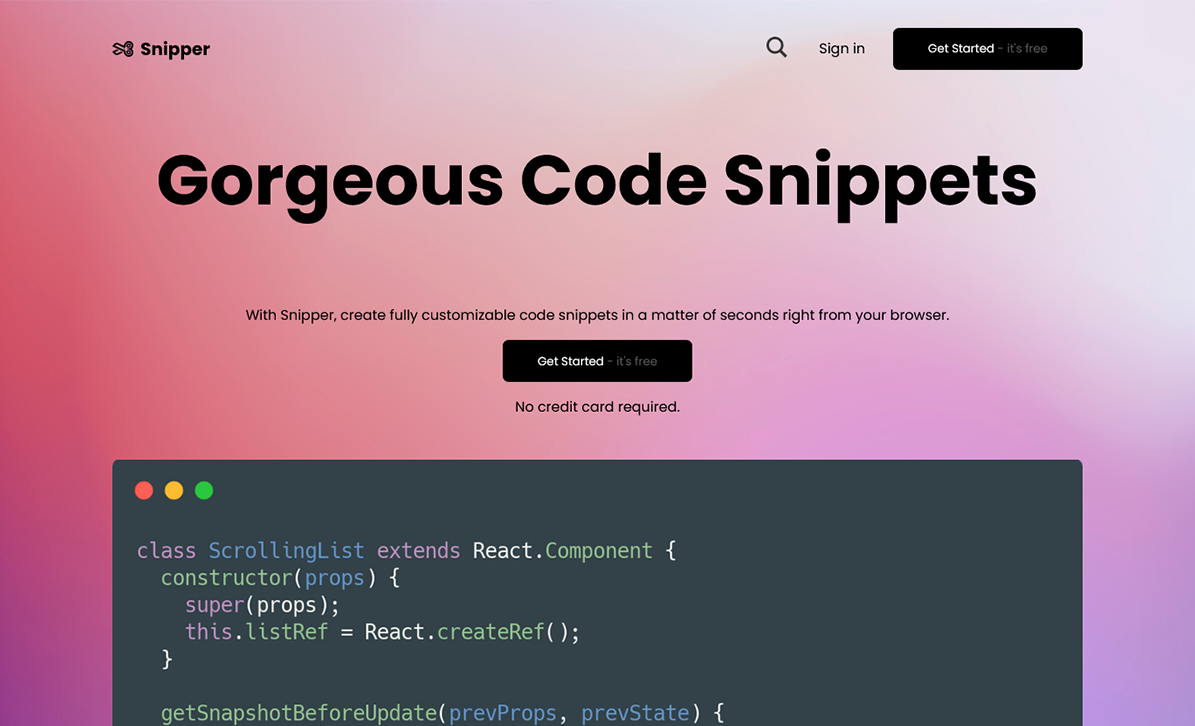 Snipper
Sign in
Get Started - it's free
Gorgeous Code Snippets
With Snipper, create fully customizable code snippets in a matter of seconds right from your browser.
Get Started - it's free
No credit card required.
class ScrollingList extends React.Component {
  constructor(props) {
    super(props);
    this.listRef = React.createRef();
  }
  getSnapshotBeforeUpdate(prevProps, prevState) {